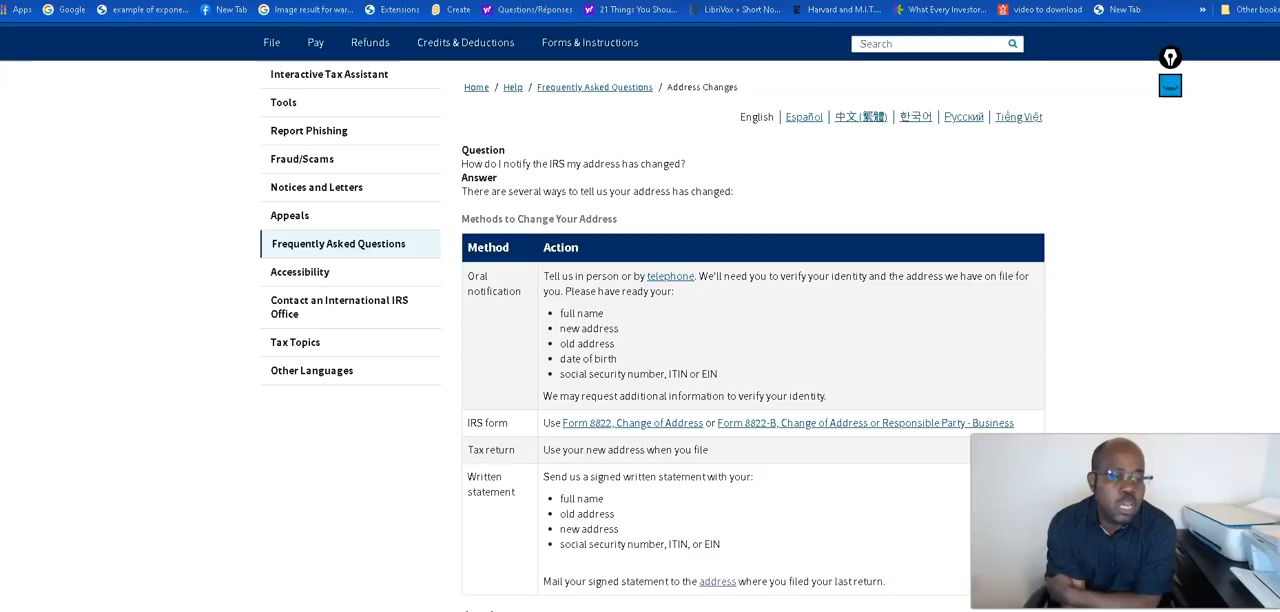 Apps Google example of expone... New Tab Image result for war... Extensions Create Questions/Réponses 21 Things You Shou... LibriVox » Short No... Harvard and M.I.T.... What Every Investor... video to download New Tab » Other book
File Pay Refunds Credits & Deductions Forms & Instructions Search
Interactive Tax Assistant
Tools
Report Phishing
Fraud/Scams
Notices and Letters
Appeals
Frequently Asked Questions
Accessibility
Contact an International IRS
Office
Tax Topics
Other Languages
Home / Help / Frequently Asked Questions / Address Changes
English | Español | 中文 (繁體) | 한국어 | Русский | Tiếng Việt
Question
How do I notify the IRS my address has changed?
Answer
There are several ways to tell us your address has changed:
Methods to Change Your Address
Method Action
Oral
notification
Tell us in person or by telephone. We'll need you to verify your identity and the address we have on file for
you. Please have ready your:
• full name
• new address
• old address
• date of birth
• social security number, ITIN or EIN
We may request additional information to verify your identity.
IRS form Use Form 8822, Change of Address or Form 8822-B, Change of Address or Responsible Party - Business
Tax return Use your new address when you file
Written
statement
Send us a signed written statement with your:
• full name
• old address
• new address
• social security number, ITIN, or EIN
Mail your signed statement to the address where you filed your last return.